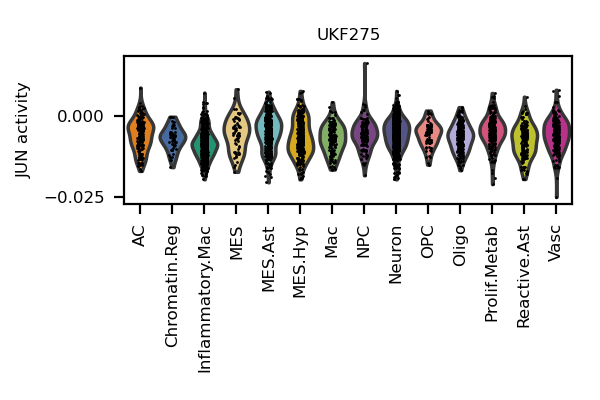 UKF275
JUN activity
0.000
−0.025
AC
Chromatin.Reg
Inflammatory.Mac
MES
MES.Ast
MES.Hyp
Mac
NPC
Neuron
OPC
Oligo
Prolif.Metab
Reactive.Ast
Vasc